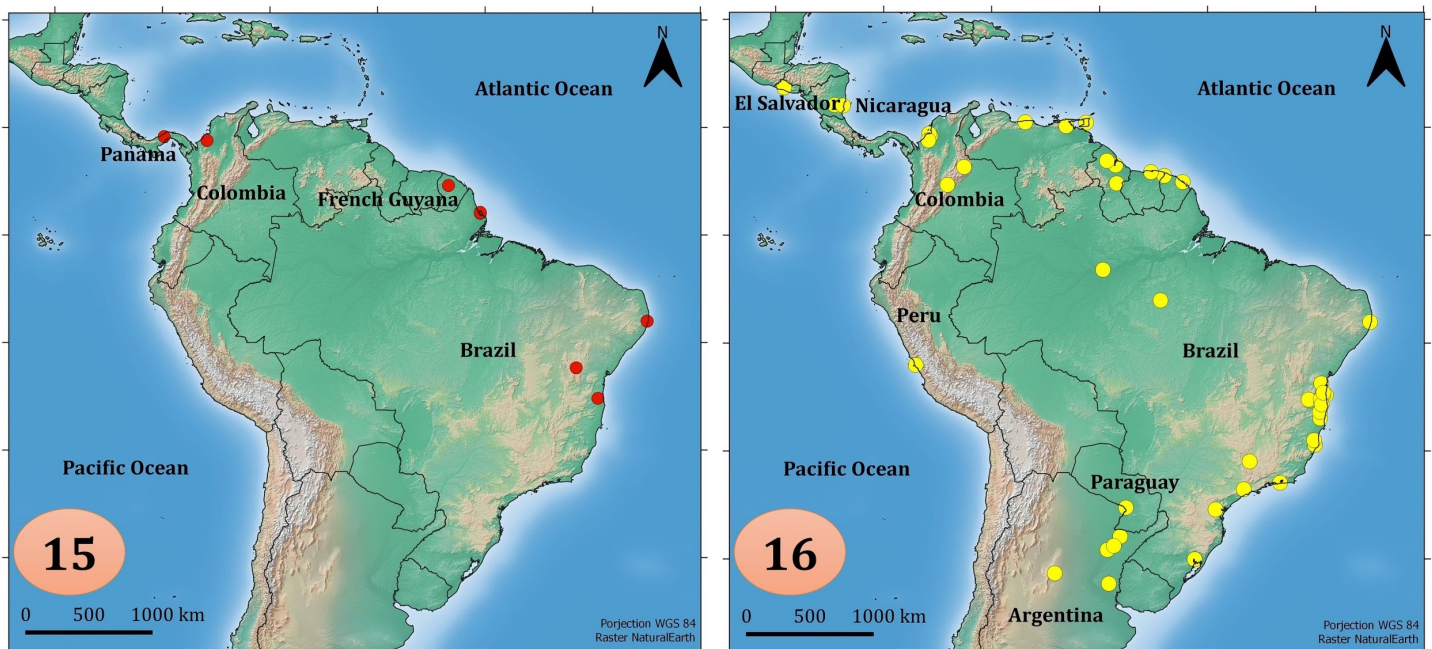 N
Atlantic Ocean
Panama
Colombia
French Guyana
Brazil
Pacific Ocean
15
0 500 1000 km
Porjection WGS 84
Raster NaturalEarth
N
Atlantic Ocean
El Salvador
Nicaragua
Colombia
Peru
Brazil
Pacific Ocean
Paraguay
16
Argentina
0 500 1000 km
Porjection WGS 84
Raster NaturalEarth